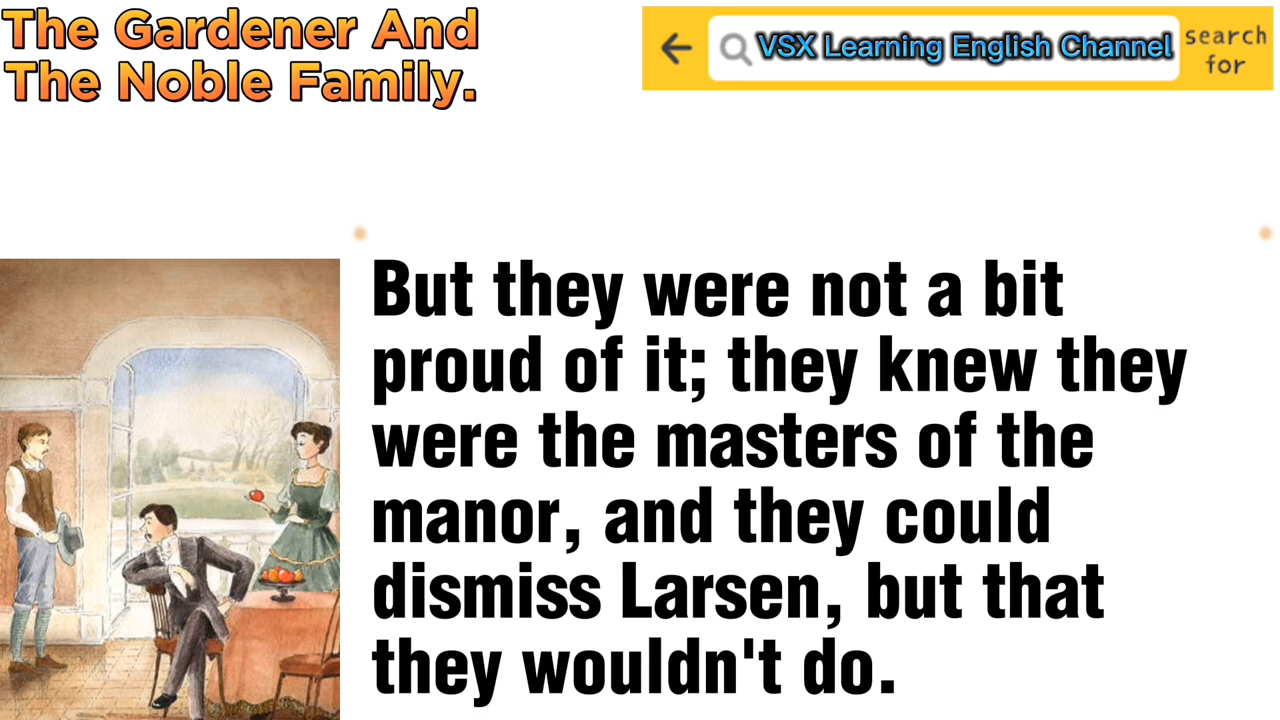 The Gardener And
The Noble Family.
VSX Learning English Channel
search
for
But they were not a bit
proud of it; they knew they
were the masters of the
manor, and they could
dismiss Larsen, but that
they wouldn't do.